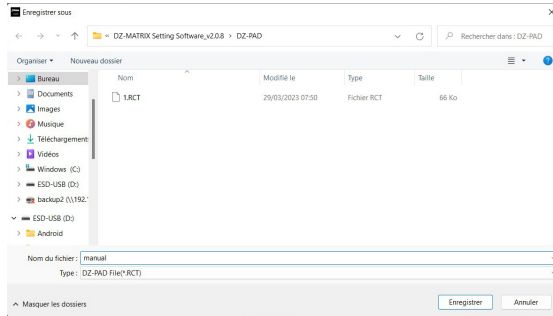 Enregistrer sous
« DZ-MATRIX Setting Software_v2.0.8 > DZ-PAD
Rechercher dans : DZ-PAD
Organiser
Nouveau dossier
Nom
Modifié le
Type
Taille
Bureau
Documents
Images
Musique
Téléchargements
Vidéos
Windows (C:)
ESD-USB (D:)
backup2 (\\192.1
ESD-USB (D:)
Android
1.RCT
29/03/2023 07:50
Fichier RCT
66 Ko
Nom du fichier : manual
Type : DZ-PAD File(*.RCT)
Masquer les dossiers
Enregistrer
Annuler